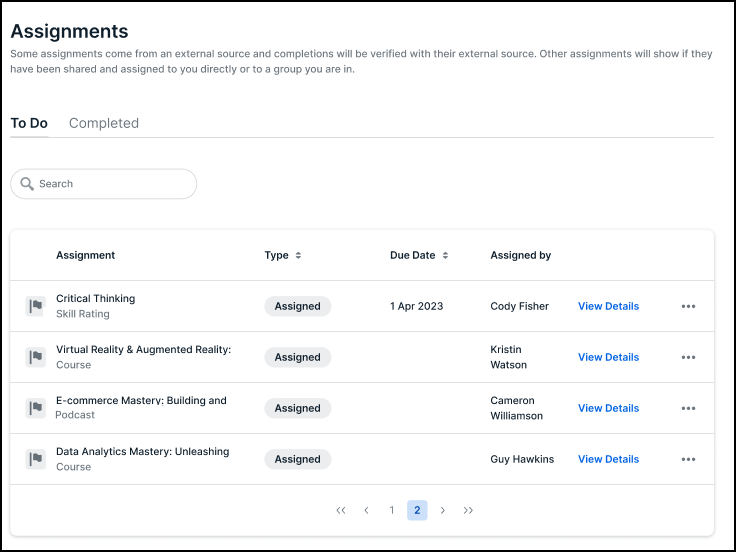 Assignments
Some assignments come from an external source and completions will be verified with their external source. Other assignments will show if they
have been shared and assigned to you directly or to a group you are in.
To Do Completed
Search
Assignment Type Due Date Assigned by
Critical Thinking
Skill Rating
Assigned 1 Apr 2023 Cody Fisher View Details
Virtual Reality & Augmented Reality:
Course
Assigned
Kristin
Watson
View Details
E-commerce Mastery: Building and
Podcast
Assigned
Cameron
Williamson
View Details
Data Analytics Mastery: Unleashing
Course
Assigned Guy Hawkins View Details
<< < 1 2 > >>